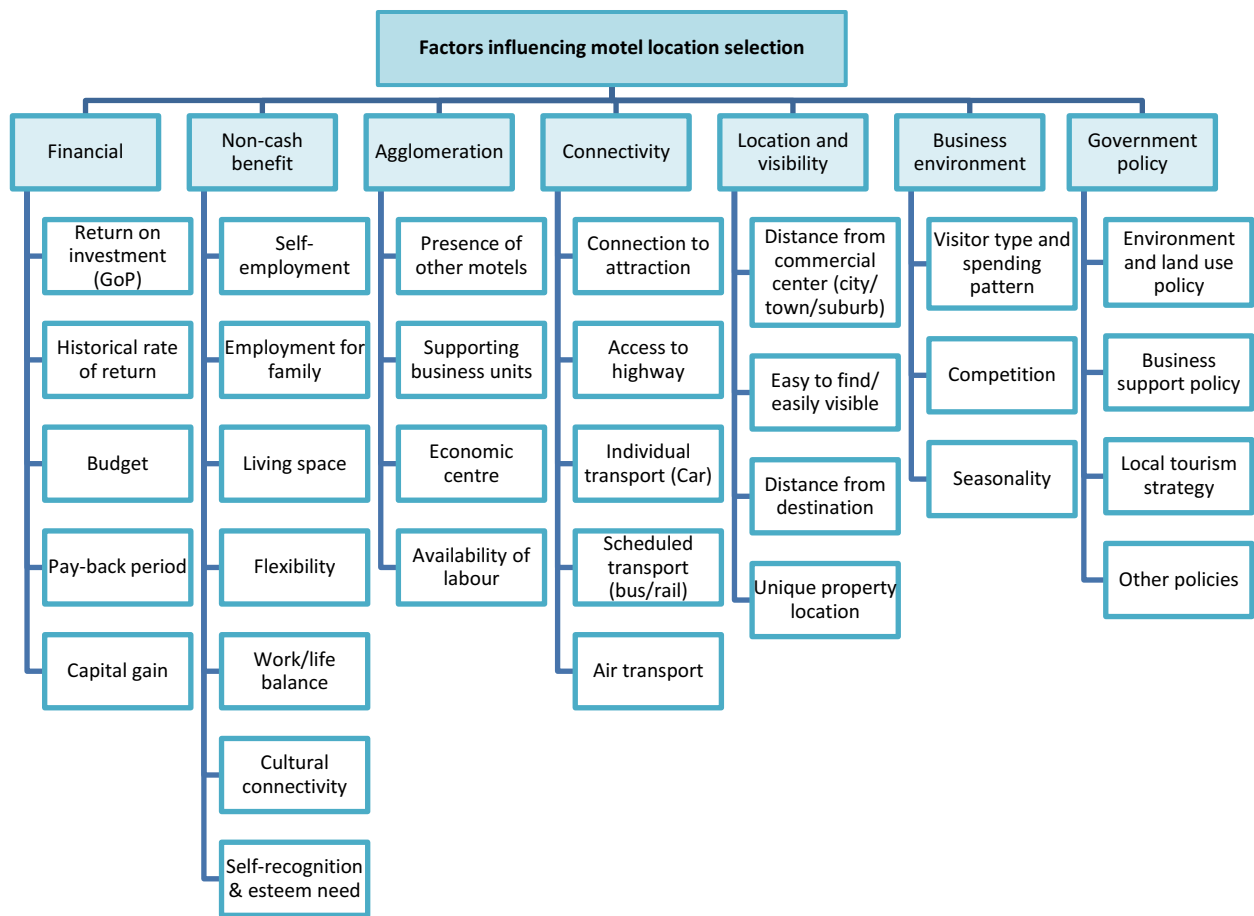 Factors influencing motel location selection
Financial
Non-cash
benefit
Agglomeration
Connectivity
Location and
visibility
Business
environment
Government
policy
Return on
investment
(GoP)
Historical rate
of return
Budget
Pay-back period
Capital gain
Self-
employment
Employment for
family
Living space
Flexibility
Work/life
balance
Cultural
connectivity
Self-recognition
& esteem need
Presence of
other motels
Supporting
business units
Economic
centre
Availability of
labour
Connection to
attraction
Access to
highway
Individual
transport (Car)
Scheduled
transport
(bus/rail)
Air transport
Distance from
commercial
center (city/
town/suburb)
Easy to find/
easily visible
Distance from
destination
Unique property
location
Visitor type and
spending
pattern
Competition
Seasonality
Environment
and land use
policy
Business
support policy
Local tourism
strategy
Other policies